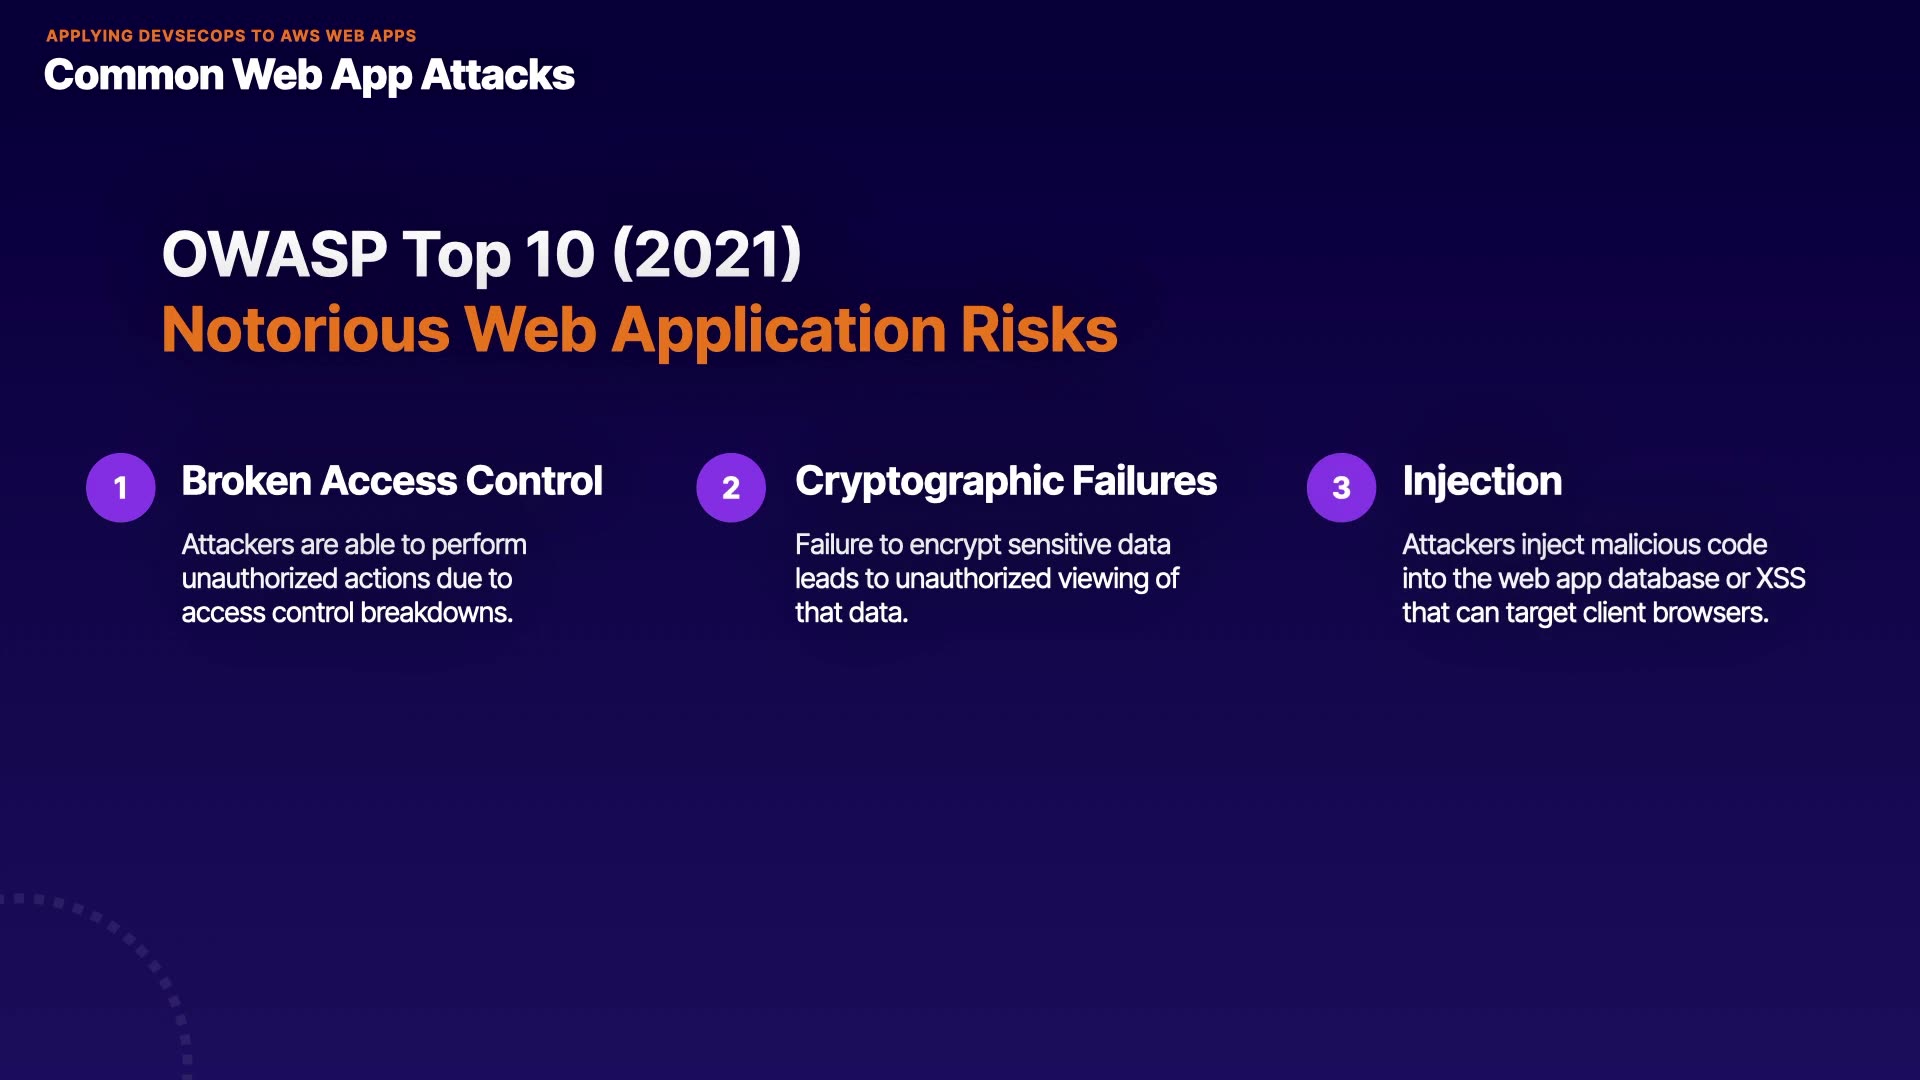 APPLYING DEVSECOPS TO AWS WEB APPS
Common Web App Attacks
OWASP Top 10 (2021)
Notorious Web Application Risks
1
Broken Access Control
Attackers are able to perform
unauthorized actions due to
access control breakdowns.
2
Cryptographic Failures
Failure to encrypt sensitive data
leads to unauthorized viewing of
that data.
3
Injection
Attackers inject malicious code
into the web app database or XSS
that can target client browsers.